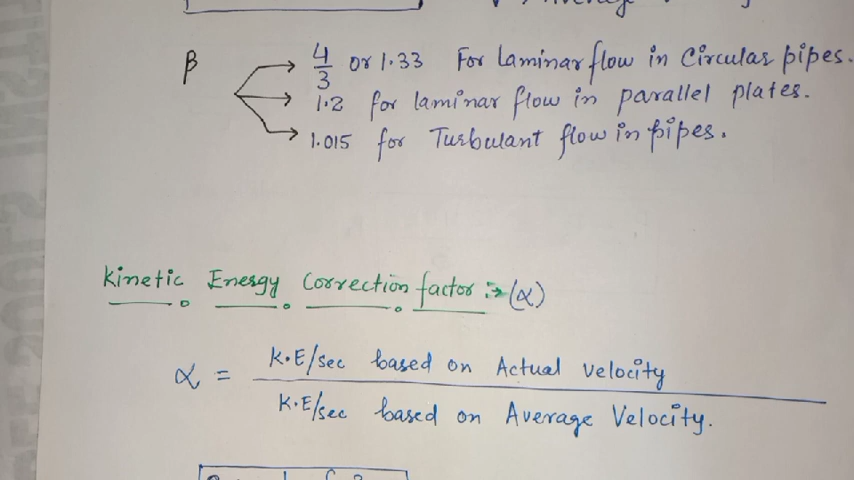 β
4/3 or 1.33 For Laminar flow in Circular pipes.
1.2 for laminar flow in parallel plates.
1.015 for Turbulant flow in pipes.
Kinetic Energy Correction factor :→ (α)
α = K.E/sec based on Actual velocity
K.E/sec based on Average Velocity.